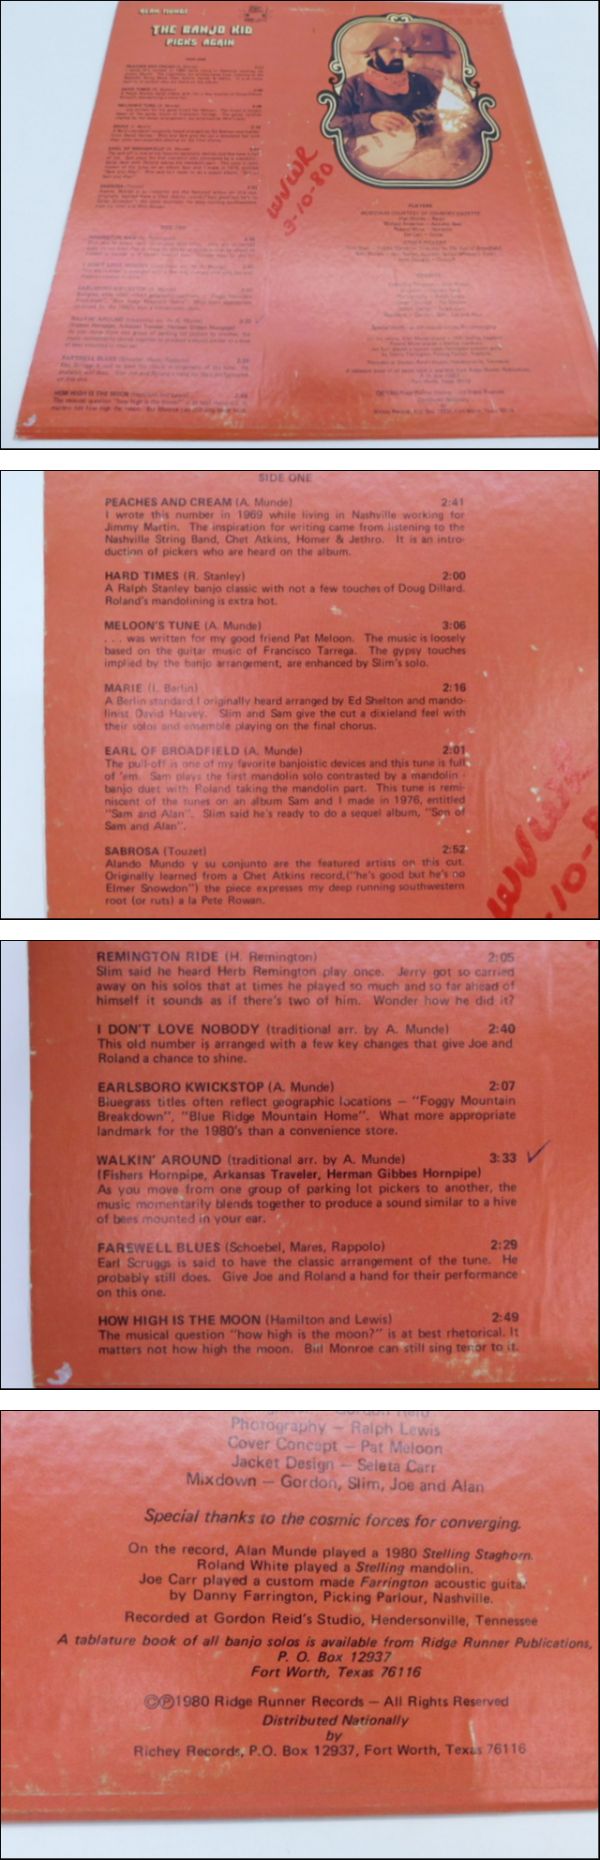 ALAN MUNDE
THE BANJO KID
PICKS AGAIN
WVWR
3-10-80
PLAYERS
SIDE ONE
PEACHES AND CREAM (A. Munde) 2:41
I wrote this number in 1969 while living in Nashville working for
Jimmy Martin. The inspiration for writing came from listening to the
Nashville String Band, Chet Atkins, Homer & Jethro. It is an intro-
duction of pickers who are heard on the album.
HARD TIMES (R. Stanley) 2:00
A Ralph Stanley banjo classic with not a few touches of Doug Dillard.
Roland's mandolining is extra hot.
MELOON'S TUNE (A. Munde) 3:06
. . . was written for my good friend Pat Meloon. The music is loosely
based on the guitar music of Francisco Tarrega. The gypsy touches
implied by the banjo arrangement, are enhanced by Slim's solo.
MARIE (I. Berlin) 2:16
A Berlin standard I originally heard arranged by Ed Shelton and mando-
linist David Harvey. Slim and Sam give the cut a dixieland feel with
their solos and ensemble playing on the final chorus.
EARL OF BROADFIELD (A. Munde) 2:01
The pull-off is one of my favorite banjoistic devices and this tune is full
of 'em. Sam plays the first mandolin solo contrasted by a mandolin -
banjo duet with Roland taking the mandolin part. This tune is remi-
niscent of the tunes on an album Sam and I made in 1976, entitled
"Sam and Alan". Slim said he's ready to do a sequel album, "Son of
Sam and Alan".
SABROSA (Touzet) 2:52
Alando Mundo y su conjunto are the featured artists on this cut.
Originally learned from a Chet Atkins record,("he's good but he's no
Elmer Snowdon") the piece expresses my deep running southwestern
root (or ruts) a la Pete Rowan.
REMINGTON RIDE (H. Remington) 2:05
Slim said he heard Herb Remington play once. Jerry got so carried
away on his solos that at times he played so much and so far ahead of
himself it sounds as if there's two of him. Wonder how he did it?
I DON'T LOVE NOBODY (traditional arr. by A. Munde) 2:40
This old number is arranged with a few key changes that give Joe and
Roland a chance to shine.
EARLSBORO KWICKSTOP (A. Munde) 2:07
Bluegrass titles often reflect geographic locations — "Foggy Mountain
Breakdown", "Blue Ridge Mountain Home". What more appropriate
landmark for the 1980's than a convenience store.
WALKIN' AROUND (traditional arr. by A. Munde) 3:33
(Fishers Hornpipe, Arkansas Traveler, Herman Gibbes Hornpipe)
As you move from one group of parking lot pickers to another, the
music momentarily blends together to produce a sound similar to a hive
of bees mounted in your ear.
FAREWELL BLUES (Schoebel, Mares, Rappolo) 2:29
Earl Scruggs is said to have the classic arrangement of the tune. He
probably still does. Give Joe and Roland a hand for their performance
on this one.
HOW HIGH IS THE MOON (Hamilton and Lewis) 2:49
The musical question "how high is the moon?" is at best rhetorical. It
matters not how high the moon. Bill Monroe can still sing tenor to it.
Photography — Ralph Lewis
Cover Concept — Pat Meloon
Jacket Design — Seleta Carr
Mixdown — Gordon, Slim, Joe and Alan
Special thanks to the cosmic forces for converging.
On the record, Alan Munde played a 1980 Stelling Staghorn.
Roland White played a Stelling mandolin.
Joe Carr played a custom made Farrington acoustic guitar
by Danny Farrington, Picking Parlour, Nashville.
Recorded at Gordon Reid's Studio, Hendersonville, Tennessee
A tablature book of all banjo solos is available from Ridge Runner Publications,
P. O. Box 12937
Fort Worth, Texas 76116
©℗1980 Ridge Runner Records — All Rights Reserved
Distributed Nationally
by
Richey Records, P.O. Box 12937, Fort Worth, Texas 76116